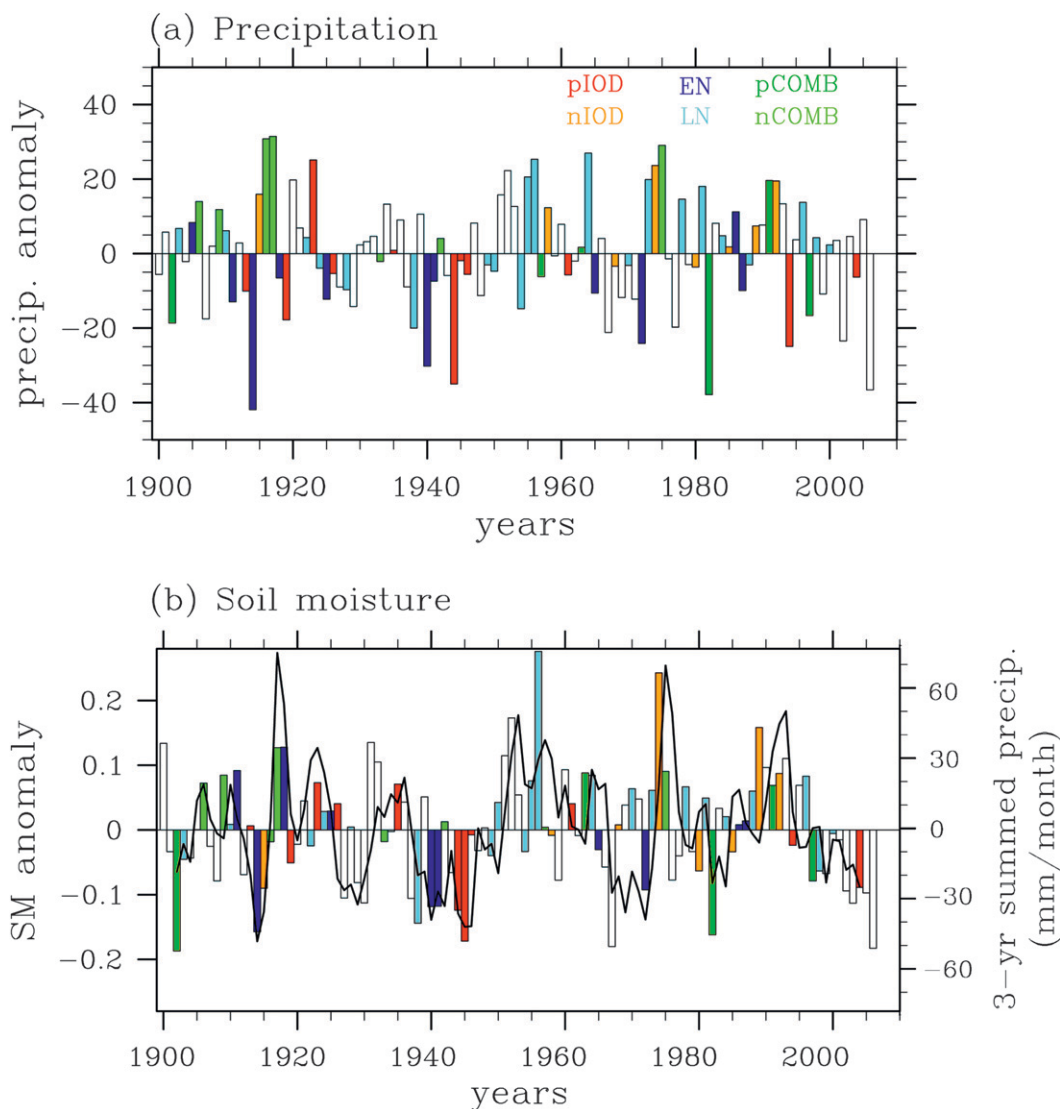 (a) Precipitation
pIOD EN pCOMB
nIOD LN nCOMB
precip. anomaly
40
20
0
−20
−40
1900 1920 1940 1960 1980 2000
years
(b) Soil moisture
SM anomaly
0.2
0.1
0
−0.1
−0.2
60
30
0
−30
−60
3−yr summed precip.
(mm/month)
1900 1920 1940 1960 1980 2000
years